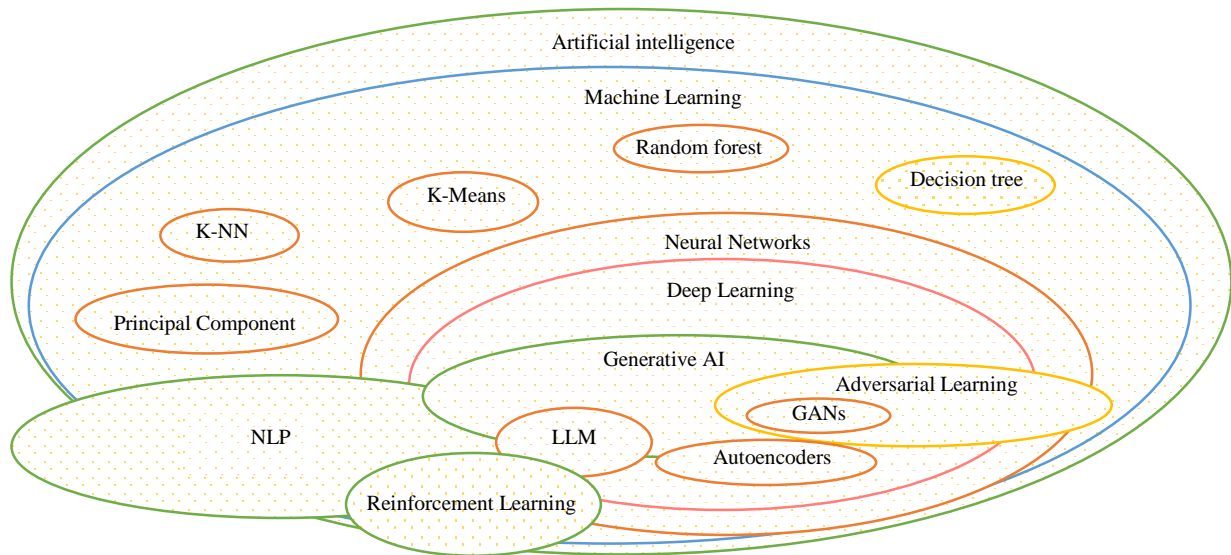 Artificial intelligence
Machine Learning
Random forest
Decision tree
K-Means
K-NN
Neural Networks
Deep Learning
Principal Component
Generative AI
Adversarial Learning
GANs
NLP
LLM
Autoencoders
Reinforcement Learning